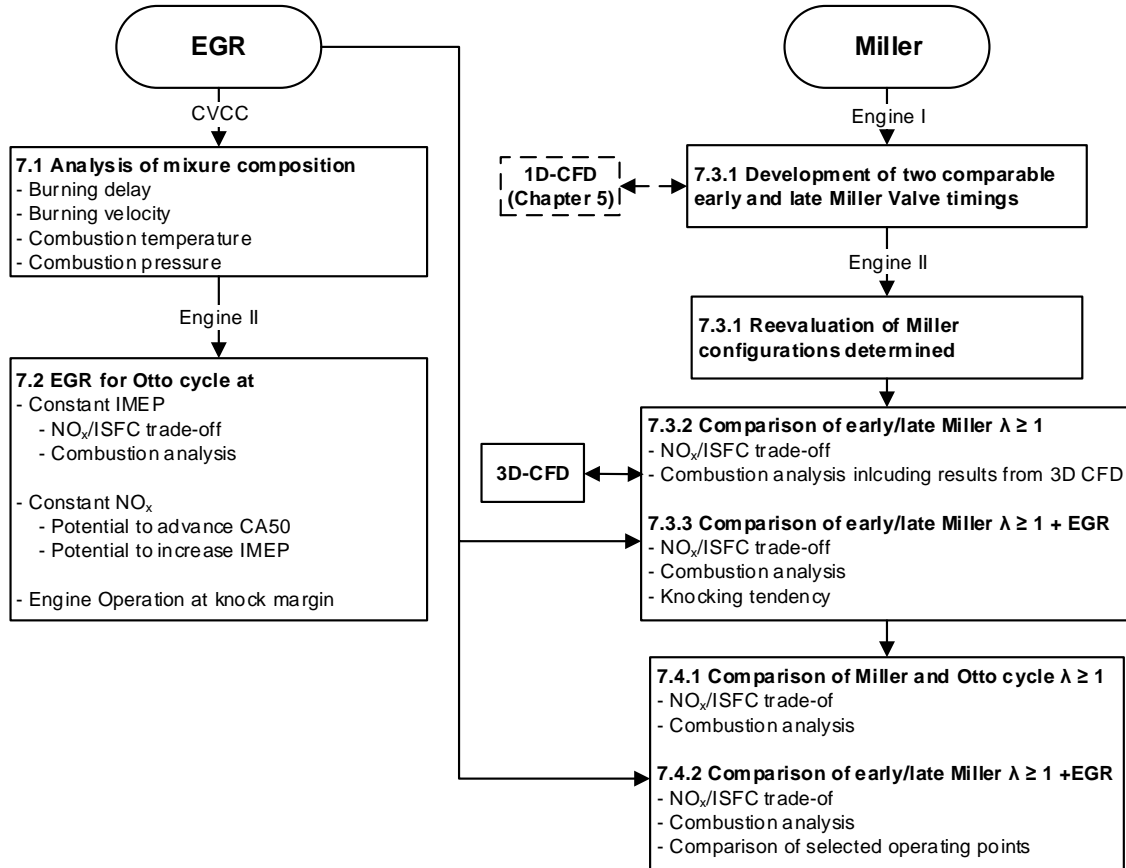 EGR
CVCC
7.1 Analysis of mixture composition
- Burning delay
- Burning velocity
- Combustion temperature
- Combustion pressure
Engine II
7.2 EGR for Otto cycle at
- Constant IMEP
- NOₓ/ISFC trade-off
- Combustion analysis
- Constant NOₓ
- Potential to advance CA50
- Potential to increase IMEP
- Engine Operation at knock margin
Miller
Engine I
1D-CFD
(Chapter 5)
7.3.1 Development of two comparable
early and late Miller Valve timings
Engine II
7.3.1 Reevaluation of Miller
configurations determined
3D-CFD
7.3.2 Comparison of early/late Miller λ ≥ 1
- NOₓ/ISFC trade-off
- Combustion analysis inlcuding results from 3D CFD
7.3.3 Comparison of early/late Miller λ ≥ 1 + EGR
- NOₓ/ISFC trade-off
- Combustion analysis
- Knocking tendency
7.4.1 Comparison of Miller and Otto cycle λ ≥ 1
- NOₓ/ISFC trade-of
- Combustion analysis
7.4.2 Comparison of early/late Miller λ ≥ 1 +EGR
- NOₓ/ISFC trade-of
- Combustion analysis
- Comparison of selected operating points